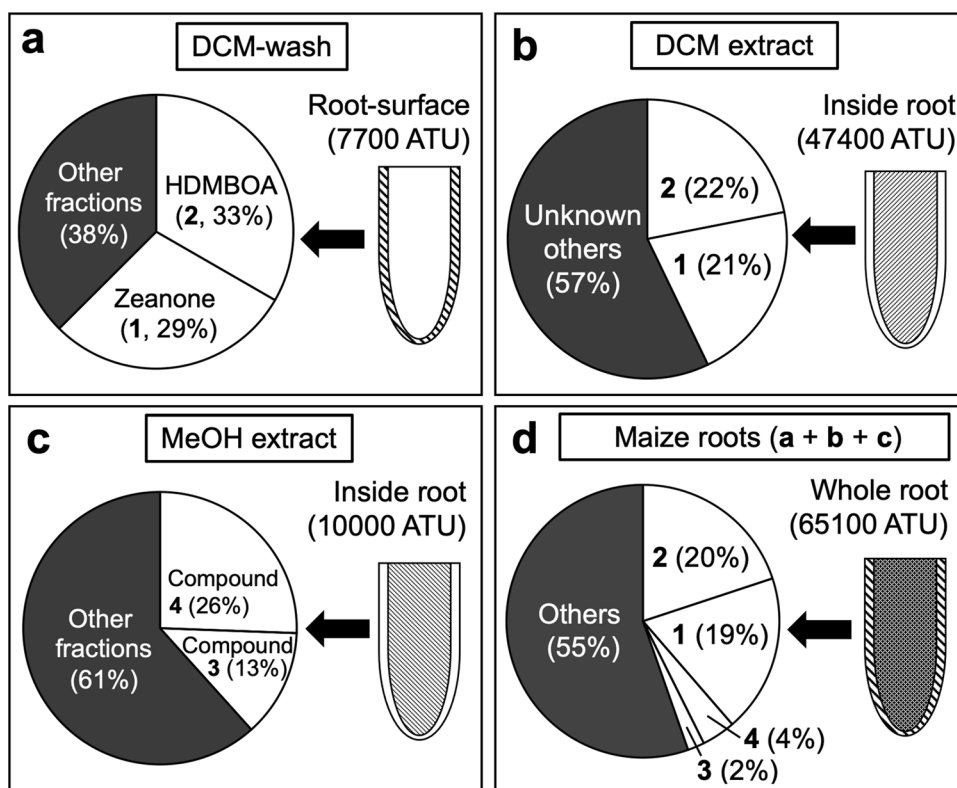 a
DCM-wash
Root-surface
(7700 ATU)
Other
fractions
(38%)
HDMBOA
(2, 33%)
Zeanone
(1, 29%)
b
DCM extract
Inside root
(47400 ATU)
Unknown
others
(57%)
2 (22%)
1 (21%)
c
MeOH extract
Inside root
(10000 ATU)
Other
fractions
(61%)
Compound
4 (26%)
Compound
3 (13%)
d
Maize roots (a + b + c)
Whole root
(65100 ATU)
Others
(55%)
2 (20%)
1 (19%)
4 (4%)
3 (2%)